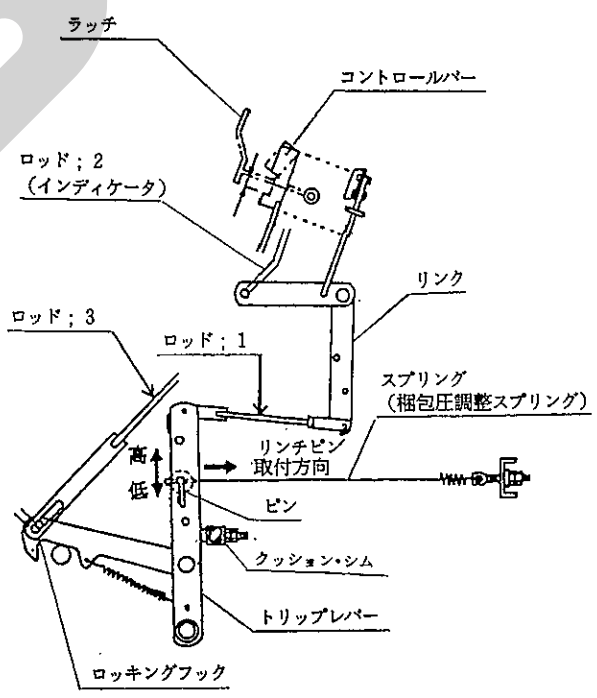 ラッチ
コントロールバー
ロッド；2
（インディケータ）
リンク
ロッド；3
ロッド；1
スプリング
（梱包圧調整スプリング）
高
低
リンチピン
取付方向
ピン
クッション・シム
トリップレバー
ロッキングフック